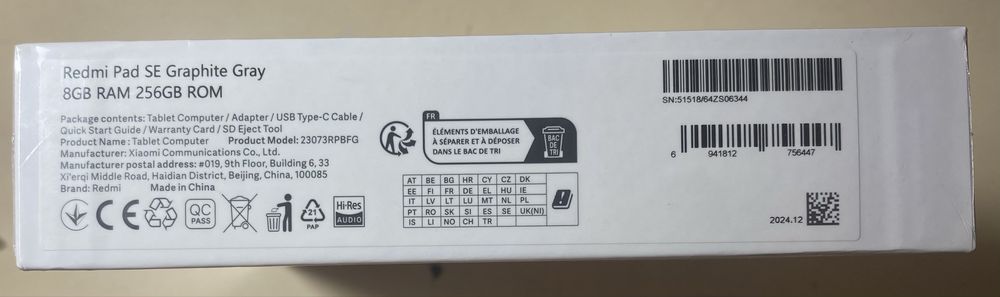 Redmi Pad SE Graphite Gray
8GB RAM 256GB ROM
Package contents: Tablet Computer / Adapter / USB Type-C Cable /
Quick Start Guide / Warranty Card / SD Eject Tool
Product Name: Tablet Computer Product Model: 23073RPBFG
Manufacturer: Xiaomi Communications Co., Ltd.
Manufacturer postal address: #019, 9th Floor, Building 6, 33
Xi'erqi Middle Road, Haidian District, Beijing, China, 100085
Brand: Redmi Made in China
CE
QC
PASS
21
PAP
Hi-Res
AUDIO
FR
ÉLÉMENTS D'EMBALLAGE
À SÉPARER ET À DÉPOSER
DANS LE BAC DE TRI
BAC
DE
TRI
AT BE BG HR CY CZ DK
EE FI FR DE EL HU IE
IT LV LT LU MT NL PL
PT RO SK SI ES SE UK(NI)
IS LI NO CH TR
SN:51518/64ZS06344
6 941812 756447
2024.12